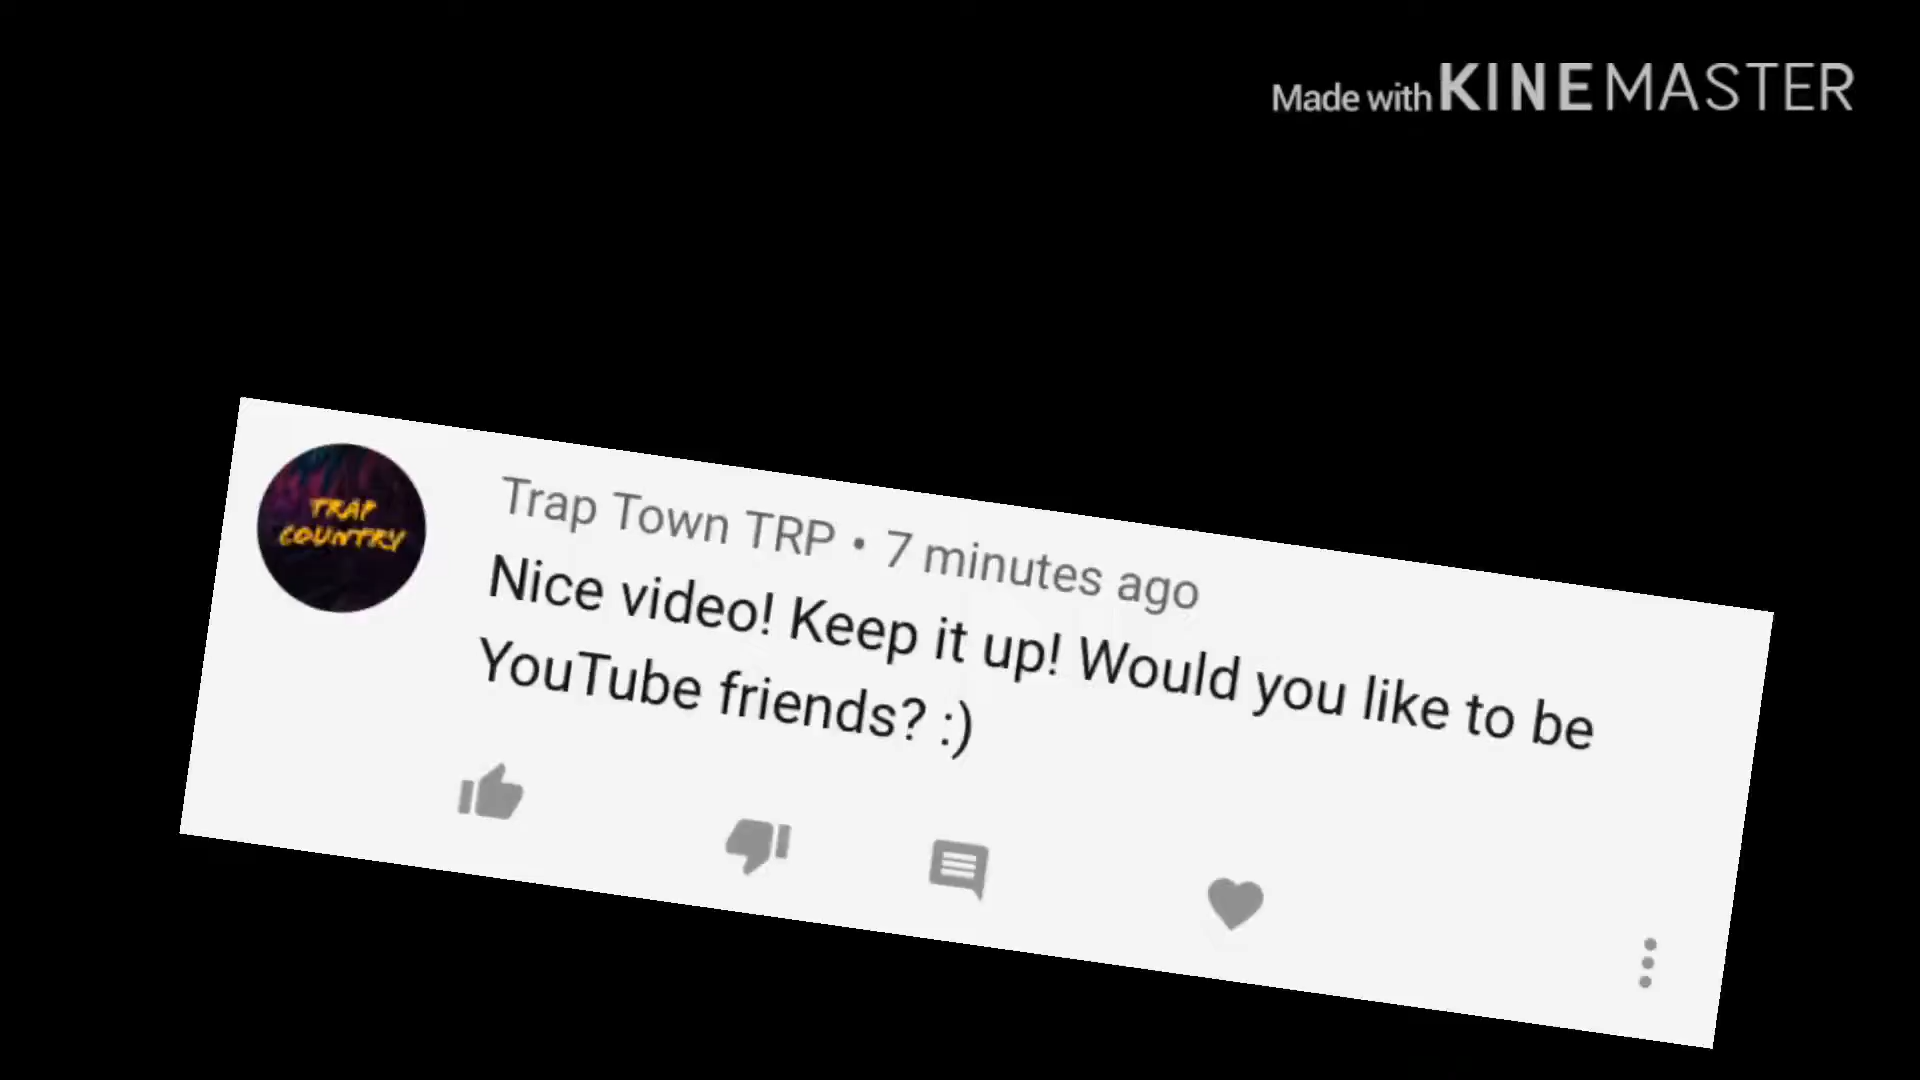 Made with KINEMASTER
TRAP
COUNTRY
Trap Town TRP • 7 minutes ago
Nice video! Keep it up! Would you like to be
YouTube friends? :)